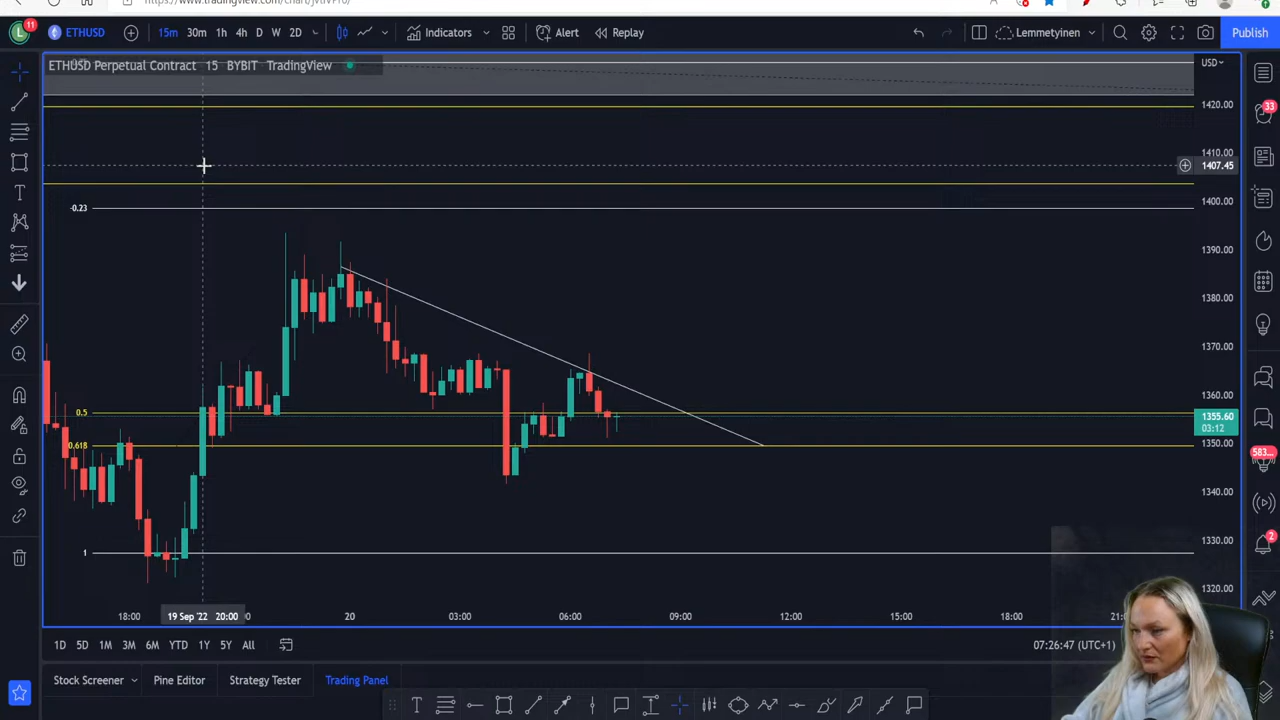 11
ETHUSD
15m 30m 1h 4h D W 2D
Indicators
Alert
Replay
Lemmetyinen
Publish
ETHUSD Perpetual Contract 15 BYBIT TradingView
USD
1420.00
1410.00
1407.45
1400.00
-0.23
1390.00
1380.00
1370.00
1360.00
0.5
1355.60
03:12
0.618
1350.00
1340.00
1330.00
1
1320.00
18:00
19 Sep '22 20:00
20
03:00
06:00
09:00
12:00
15:00
18:00
1D 5D 1M 3M 6M YTD 1Y 5Y All
07:26:47 (UTC+1)
Stock Screener
Pine Editor
Strategy Tester
Trading Panel
33
583...
2